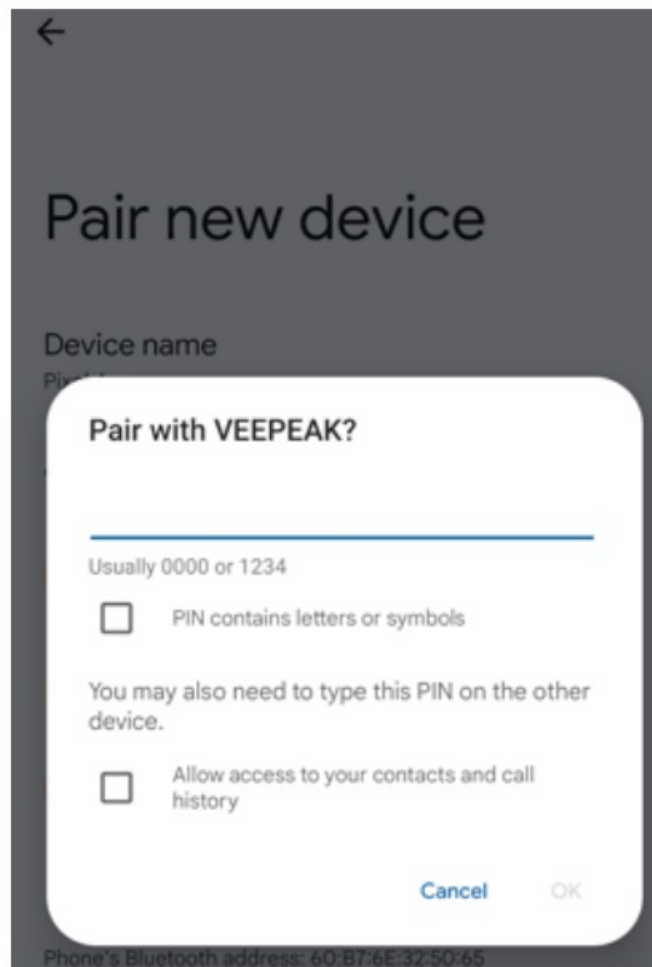 Pair new device
Device name
Pair with VEEPEAK?
Usually 0000 or 1234
PIN contains letters or symbols
You may also need to type this PIN on the other
device.
Allow access to your contacts and call
history
Cancel
OK
Phone's Bluetooth address: 60:B7:6E:32:50:65